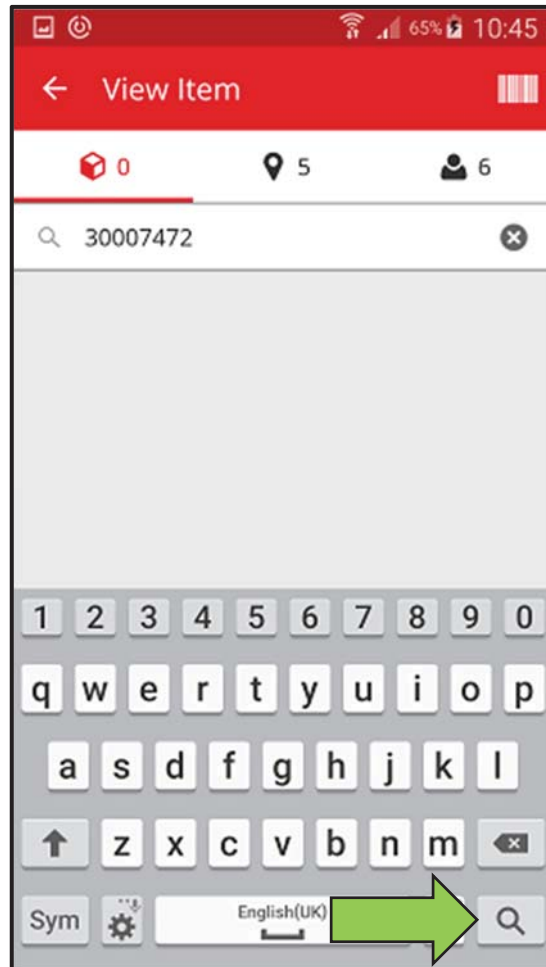 65% 10:45
View Item
0 5 6
30007472
1 2 3 4 5 6 7 8 9 0
q w e r t y u i o p
a s d f g h j k l
z x c v b n m
Sym English(UK)